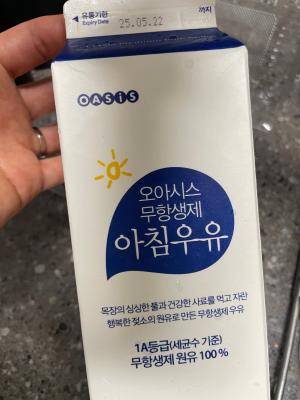 유통기한
Expiry Date
25.05.22
까지
OASIS
오아시스
무항생제
아침우유
목장의 싱싱한 풀과 건강한 사료를 먹고 자란
행복한 젖소의 원유로 만든 무항생제 우유
1A등급(세균수 기준)
무항생제 원유 100%